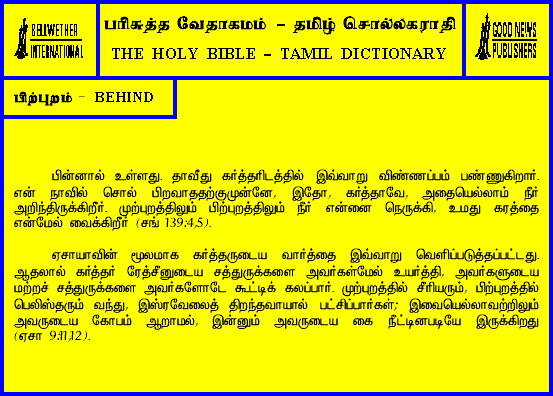 BELLWETHER
INTERNATIONAL
பரிசுத்த வேதாகமம் - தமிழ் சொல்லகராதி
THE HOLY BIBLE - TAMIL DICTIONARY
GOOD NEWS
PUBLISHERS
பிற்புறம் - BEHIND
பின்னால் உள்ளது. தாவீது கர்த்தரிடத்தில் இவ்வாறு விண்ணப்பம் பண்ணுகிறார்.
என் நாவில் சொல் பிறவாததற்குமுன்னே, இதோ, கர்த்தாவே, அதையெல்லாம் நீர்
அறிந்திருக்கிறீர். முற்புறத்திலும் பிற்புறத்திலும் நீர் என்னை நெருக்கி, உமது கரத்தை
என்மேல் வைக்கிறீர் (சங் 139:4,5).
ஏசாயாவின் மூலமாக கர்த்தருடைய வார்த்தை இவ்வாறு வெளிப்படுத்தப்பட்டது.
ஆதலால் கர்த்தர் ரேத்சீனுடைய சத்துருக்களை அவர்கள்மேல் உயர்த்தி, அவர்களுடைய
மற்றச் சத்துருக்களை அவர்களோடே கூட்டிக் கலப்பார். முற்புறத்தில் சீரியரும், பிற்புறத்தில்
பெலிஸ்தரும் வந்து, இஸ்ரவேலைத் திறந்தவாயால் பட்சிப்பார்கள்; இவையெல்லாவற்றிலும்
அவருடைய கோபம் ஆறாமல், இன்னும் அவருடைய கை நீட்டினபடியே இருக்கிறது
(ஏசா 9:11,12).